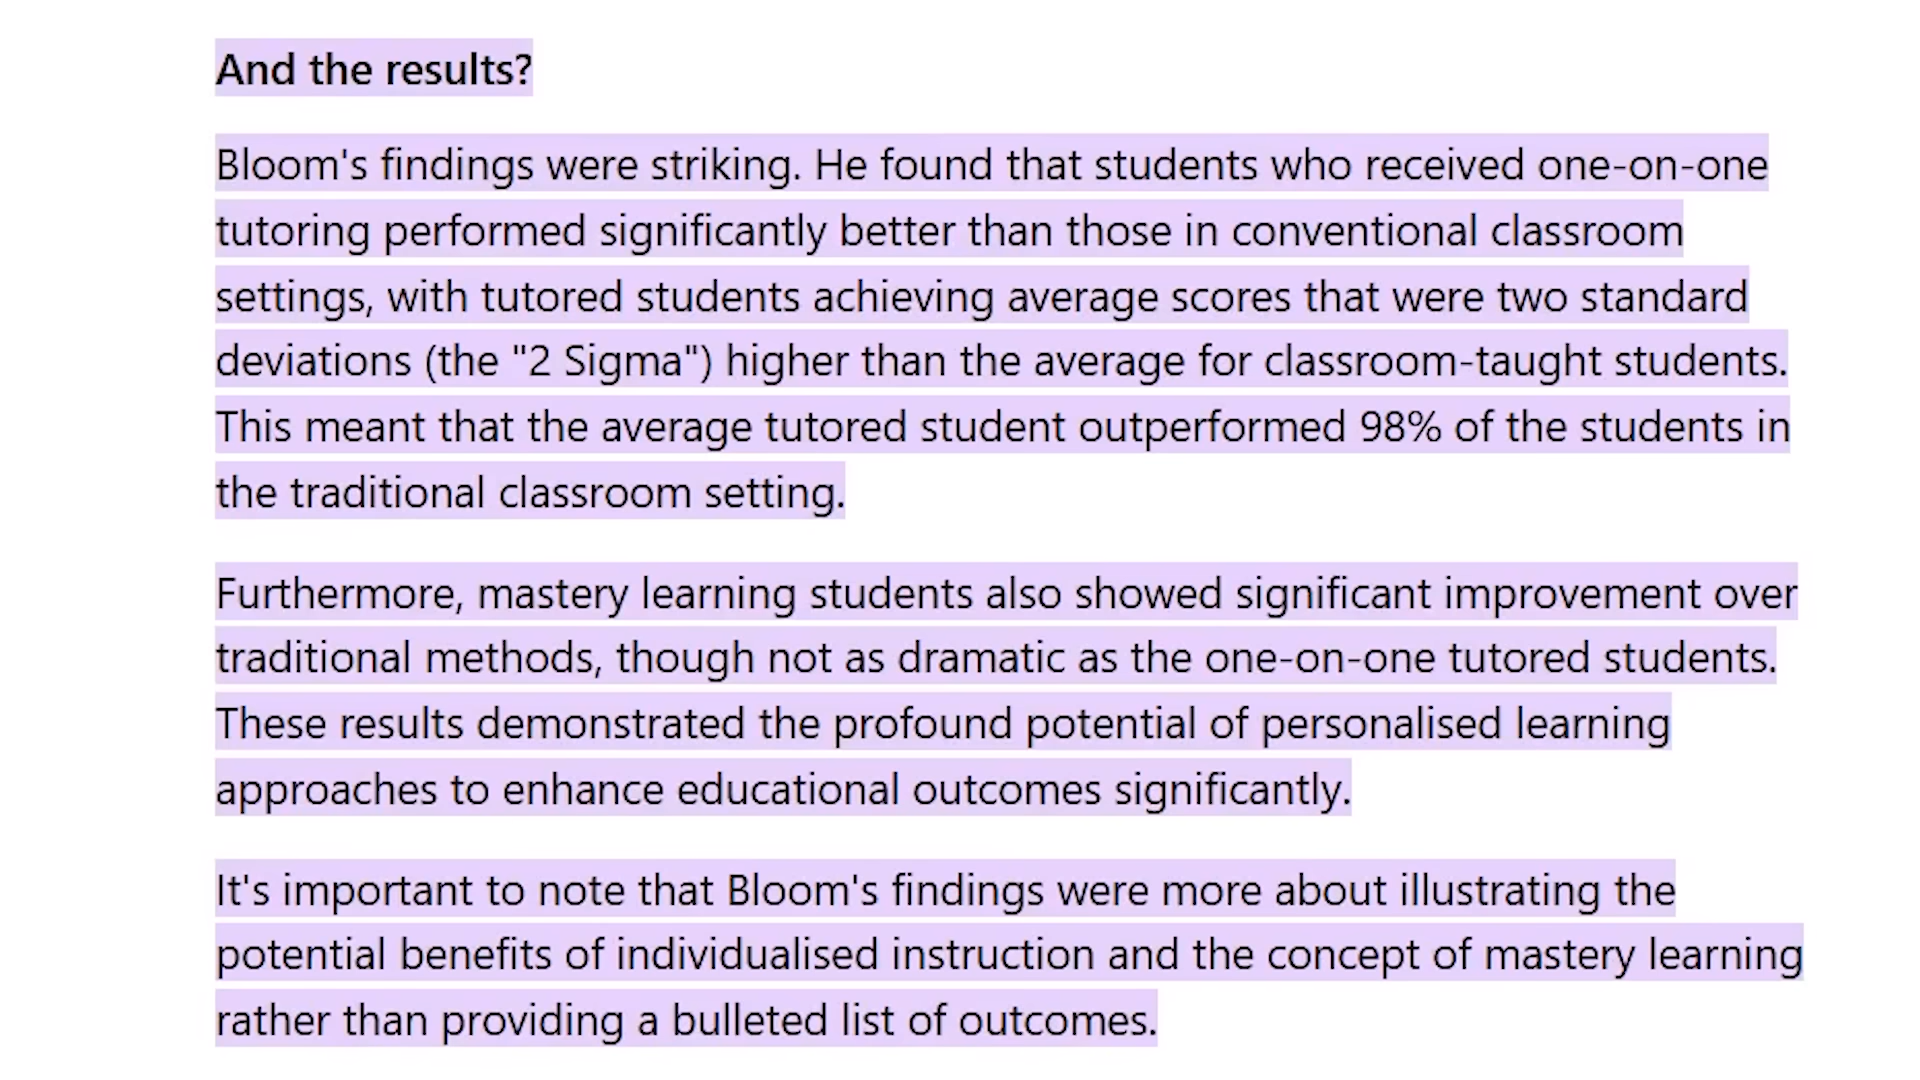 And the results?
Bloom's findings were striking. He found that students who received one-on-one
tutoring performed significantly better than those in conventional classroom
settings, with tutored students achieving average scores that were two standard
deviations (the "2 Sigma") higher than the average for classroom-taught students.
This meant that the average tutored student outperformed 98% of the students in
the traditional classroom setting.
Furthermore, mastery learning students also showed significant improvement over
traditional methods, though not as dramatic as the one-on-one tutored students.
These results demonstrated the profound potential of personalised learning
approaches to enhance educational outcomes significantly.
It's important to note that Bloom's findings were more about illustrating the
potential benefits of individualised instruction and the concept of mastery learning
rather than providing a bulleted list of outcomes.